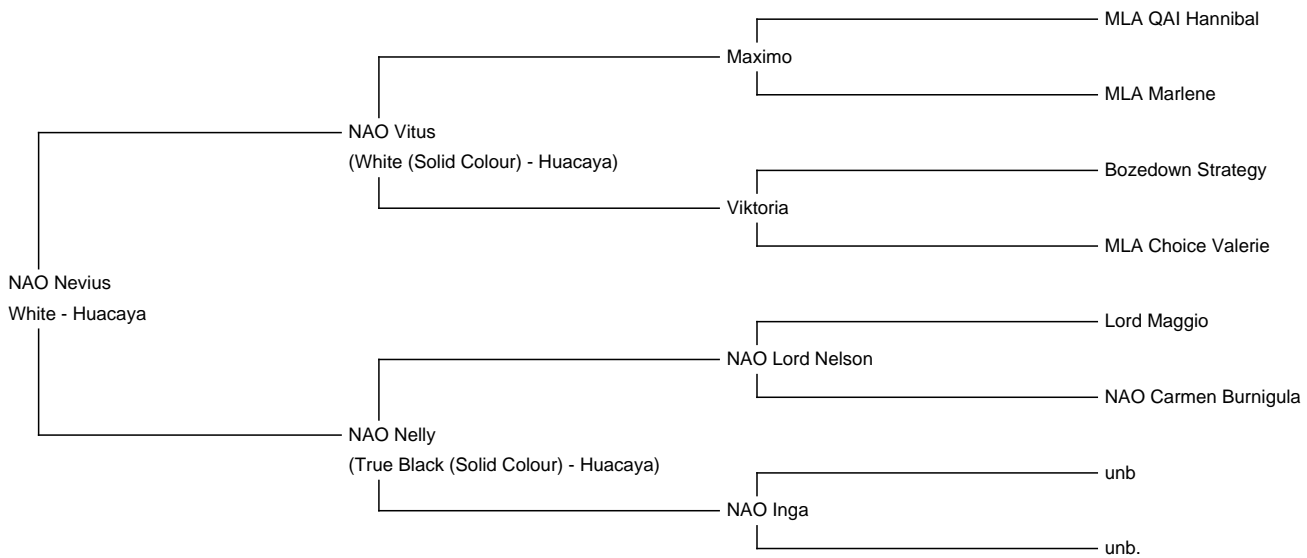 MLA QAI Hannibal
Maximo
MLA Marlene
NAO Vitus
(White (Solid Colour) - Huacaya)
Bozedown Strategy
Viktoria
MLA Choice Valerie
NAO Nevius
White - Huacaya
Lord Maggio
NAO Lord Nelson
NAO Carmen Burnigula
NAO Nelly
(True Black (Solid Colour) - Huacaya)
unb
NAO Inga
unb.